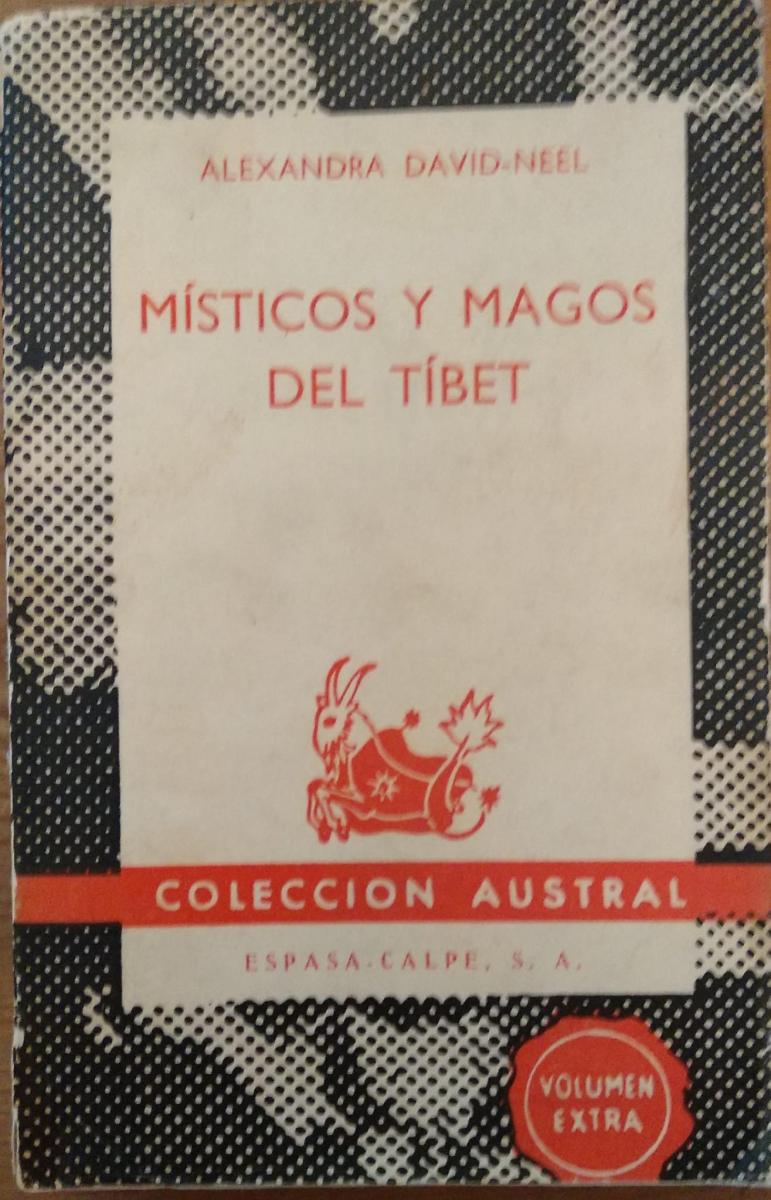 ALEXANDRA DAVID-NEEL
MÍSTICOS Y MAGOS
DEL TÍBET
COLECCION AUSTRAL
ESPASA-CALPE, S. A.
VOLUMEN
EXTRA